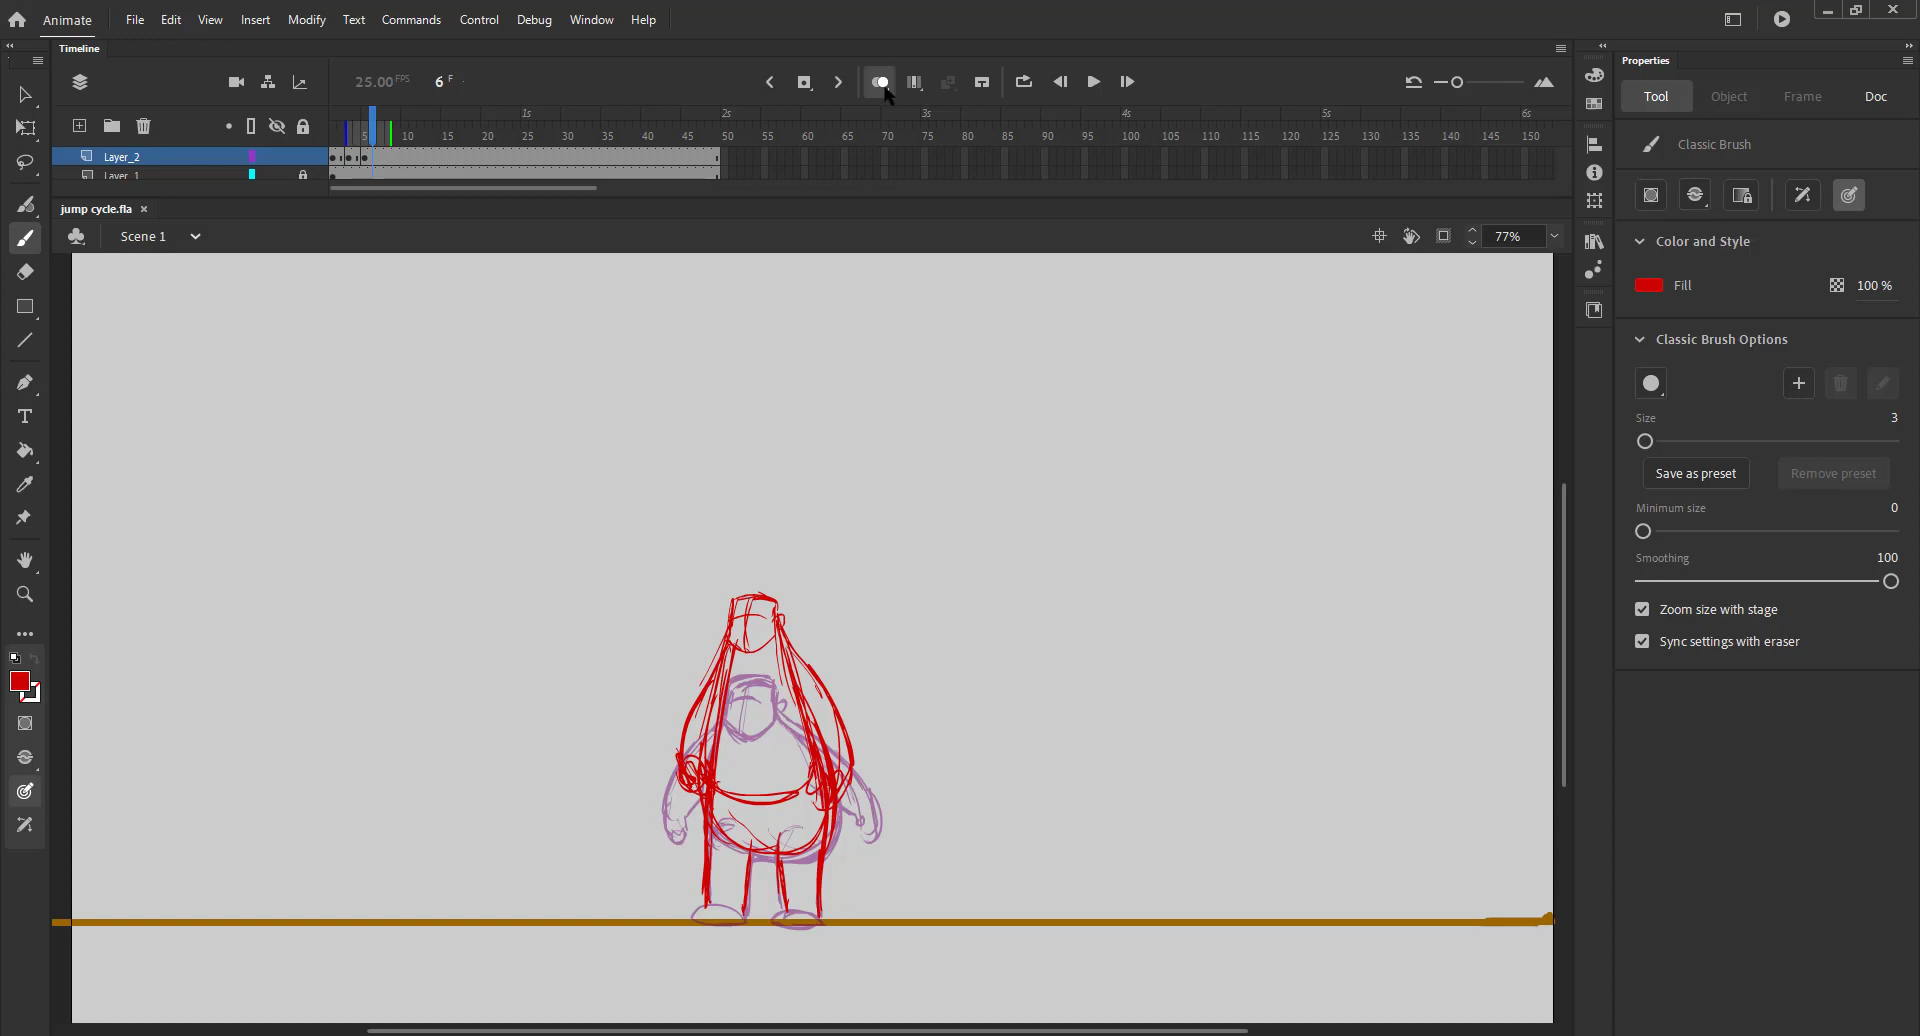 Animate File Edit View Insert Modify Text Commands Control Debug Window Help
Timeline
Properties
25.00 FPS 6 F
Tool Object Frame Doc
1s 2s 3s 4s 5s 6s
5 10 15 20 25 30 35 40 45 50 55 60 65 70 75 80 85 90 95 100 105 110 115 120 125 130 135 140 145 150
Layer_2
Layer_1
Classic Brush
jump cycle.fla
Scene 1
77%
Color and Style
Fill 100 %
Classic Brush Options
Size 3
Save as preset Remove preset
Minimum size 0
Smoothing 100
Zoom size with stage
Sync settings with eraser